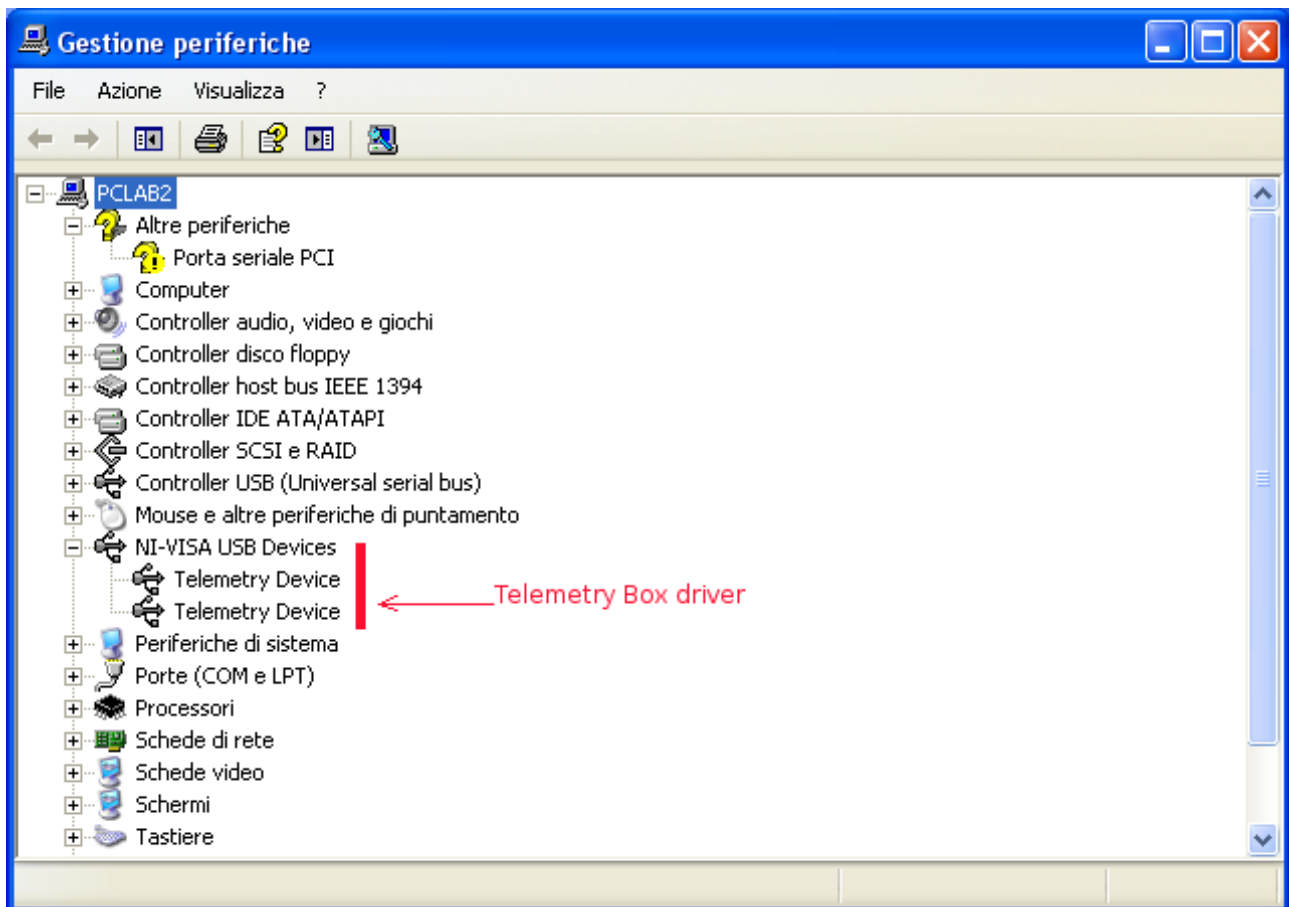 Gestione periferiche
File Azione Visualizza ?
PCLAB2
Altre periferiche
Porta seriale PCI
Computer
Controller audio, video e giochi
Controller disco floppy
Controller host bus IEEE 1394
Controller IDE ATA/ATAPI
Controller SCSI e RAID
Controller USB (Universal serial bus)
Mouse e altre periferiche di puntamento
NI-VISA USB Devices
Telemetry Device
Telemetry Box driver
Telemetry Device
Periferiche di sistema
Porte (COM e LPT)
Processori
Schede di rete
Schede video
Schermi
Tastiere